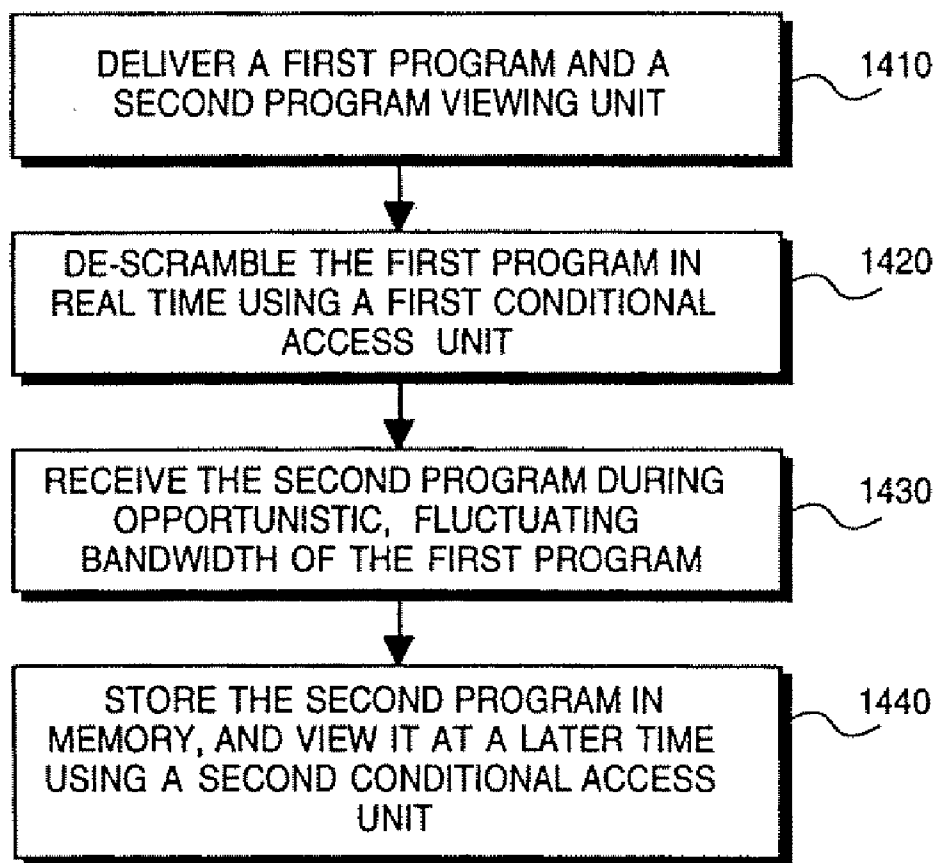 DELIVER A FIRST PROGRAM AND A
SECOND PROGRAM VIEWING UNIT
1410
DE-SCRAMBLE THE FIRST PROGRAM IN
REAL TIME USING A FIRST CONDITIONAL
ACCESS UNIT
1420
RECEIVE THE SECOND PROGRAM DURING
OPPORTUNISTIC, FLUCTUATING
BANDWIDTH OF THE FIRST PROGRAM
1430
STORE THE SECOND PROGRAM IN
MEMORY, AND VIEW IT AT A LATER TIME
USING A SECOND CONDITIONAL ACCESS
UNIT
1440